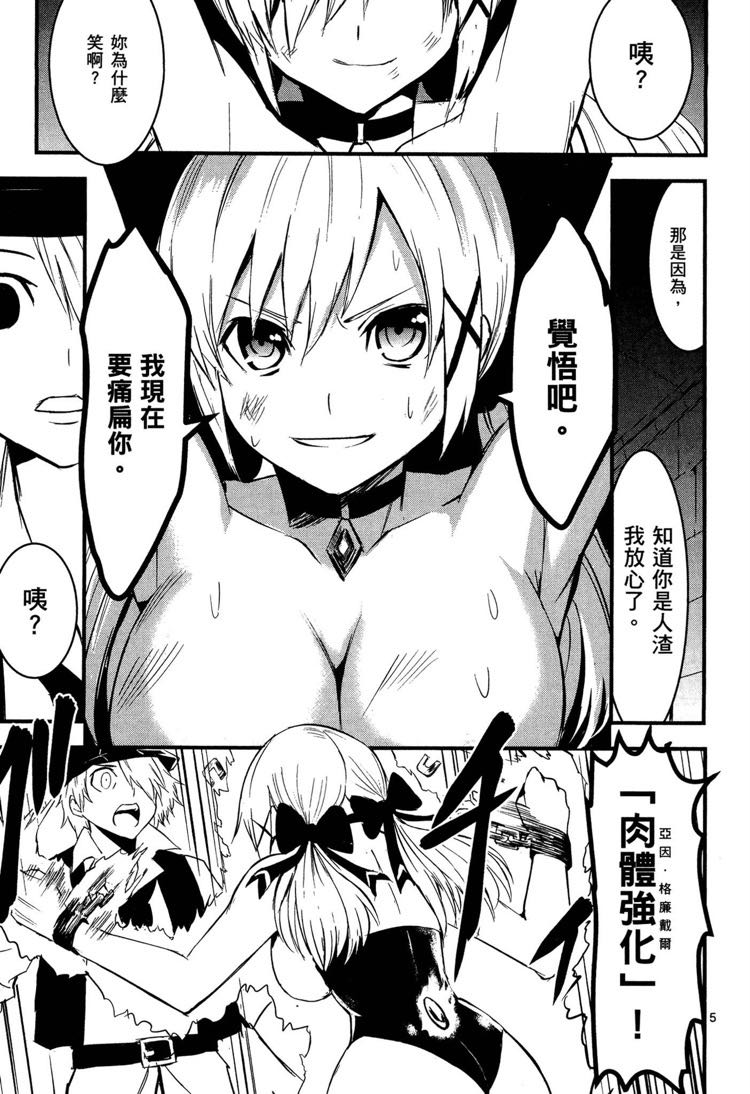 咦？
妳為什麼
笑啊？
那是因為，
知道你是人渣
我放心了。
覺悟吧。
我現在
要痛扁你。
咦？
亞因·格廉戴爾
「肉體強化」！
5